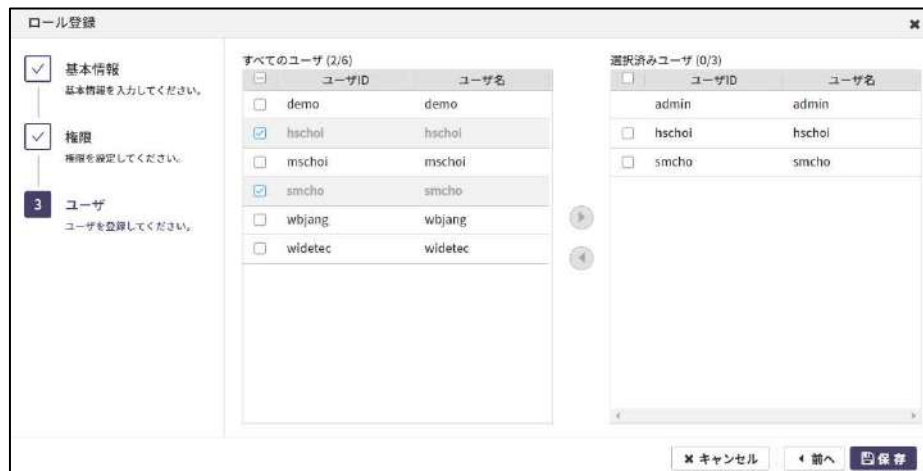 ロール登録
基本情報
基本情報を入力してください。
権限
権限を設定してください。
3 ユーザ
ユーザを登録してください。
すべてのユーザ (2/6)
ユーザID ユーザ名
demo demo
hschoi hschoi
mschoi mschoi
smcho smcho
wbjang wbjang
widetec widetec
選択済みユーザ (0/3)
ユーザID ユーザ名
admin admin
hschoi hschoi
smcho smcho
キャンセル 前へ 保存